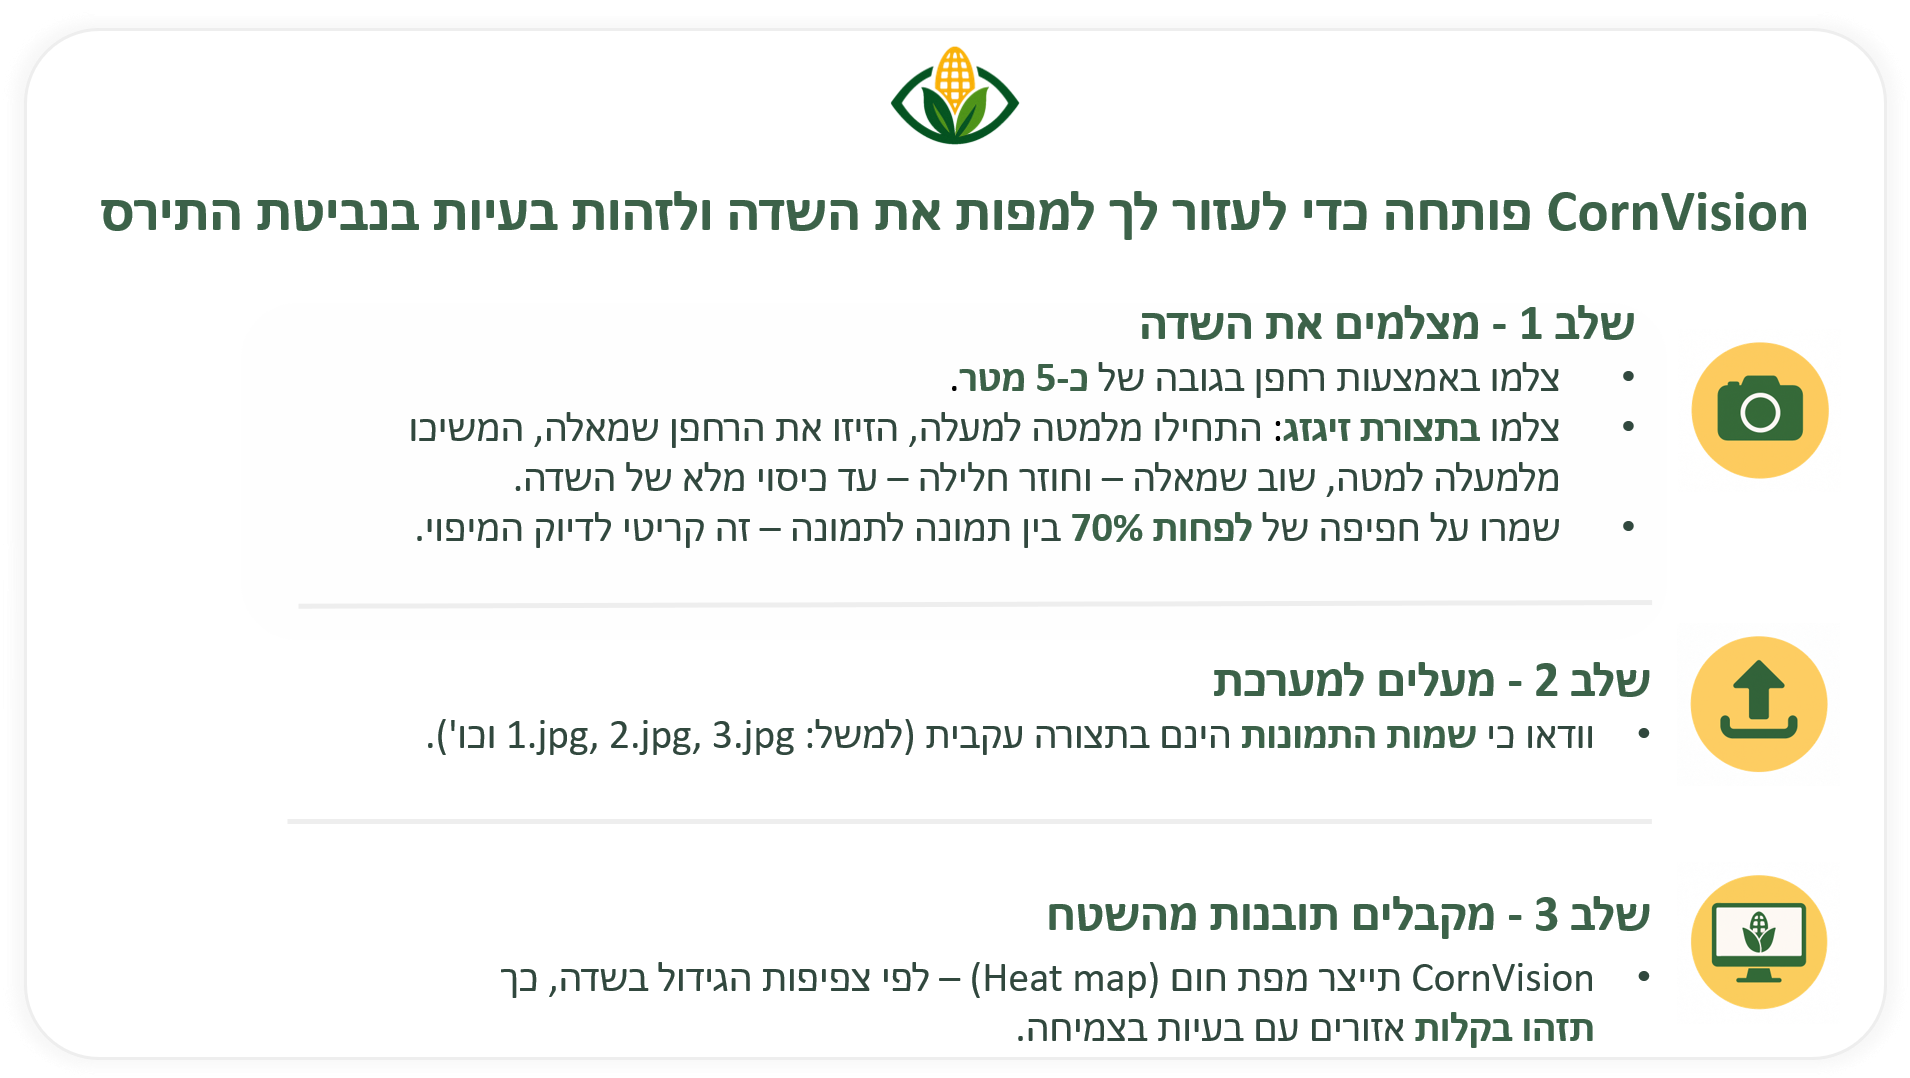 CornVision פותחה כדי לעזור לך למפות את השדה ולזהות בעיות בנביטת התירס
שלב 1 - מצלמים את השדה
• צלמו באמצעות רחפן בגובה של כ-5 מטר.
• צלמו בתצורת זיגזג: התחילו מלמטה למעלה, הזיזו את הרחפן שמאלה, המשיכו
מלמעלה למטה, שוב שמאלה – וחוזר חלילה – עד כיסוי מלא של השדה.
• שמרו על חפיפה של לפחות 70% בין תמונה לתמונה – זה קריטי לדיוק המיפוי.
שלב 2 - מעלים למערכת
• וודאו כי שמות התמונות הינם בתצורה עקבית (למשל: 1.jpg, 2.jpg, 3.jpg וכו').
שלב 3 - מקבלים תובנות מהשטח
• CornVision תייצר מפת חום (Heat map) – לפי צפיפות הגידול בשדה, כך
תזהו בקלות אזורים עם בעיות בצמיחה.